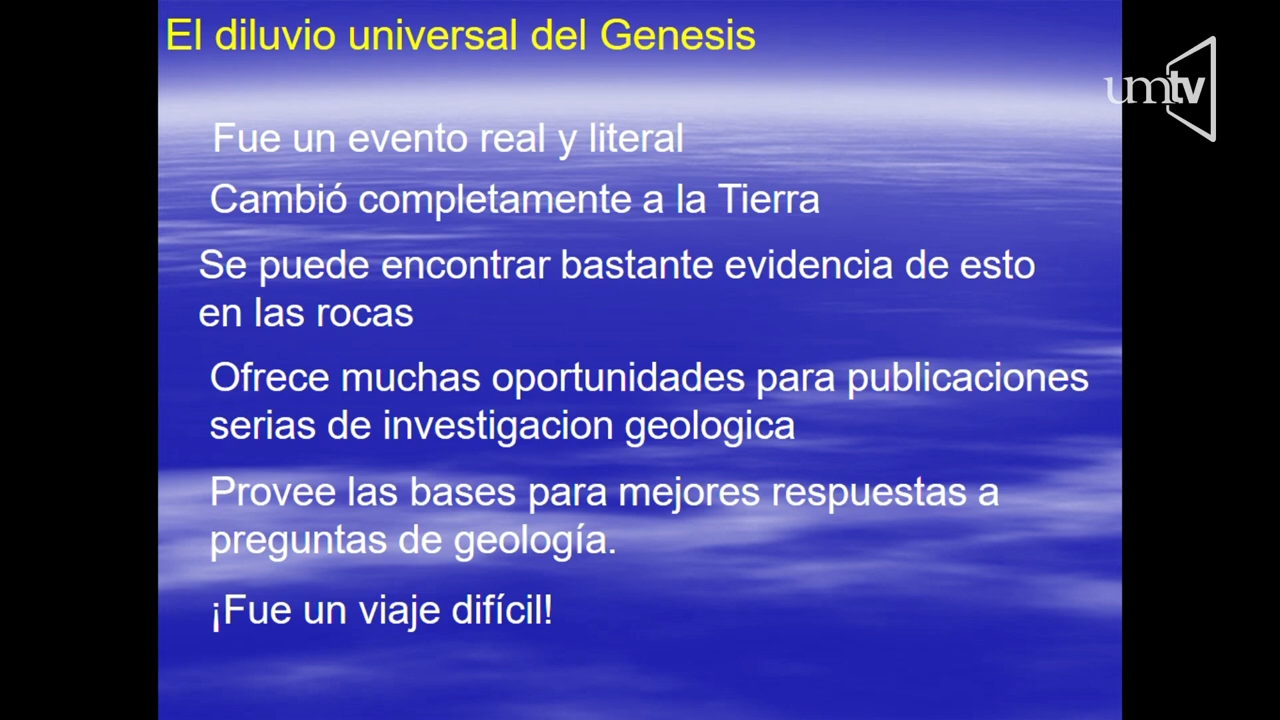 El diluvio universal del Genesis
umtv
Fue un evento real y literal
Cambió completamente a la Tierra
Se puede encontrar bastante evidencia de esto
en las rocas
Ofrece muchas oportunidades para publicaciones
serias de investigacion geologica
Provee las bases para mejores respuestas a
preguntas de geología.
¡Fue un viaje difícil!